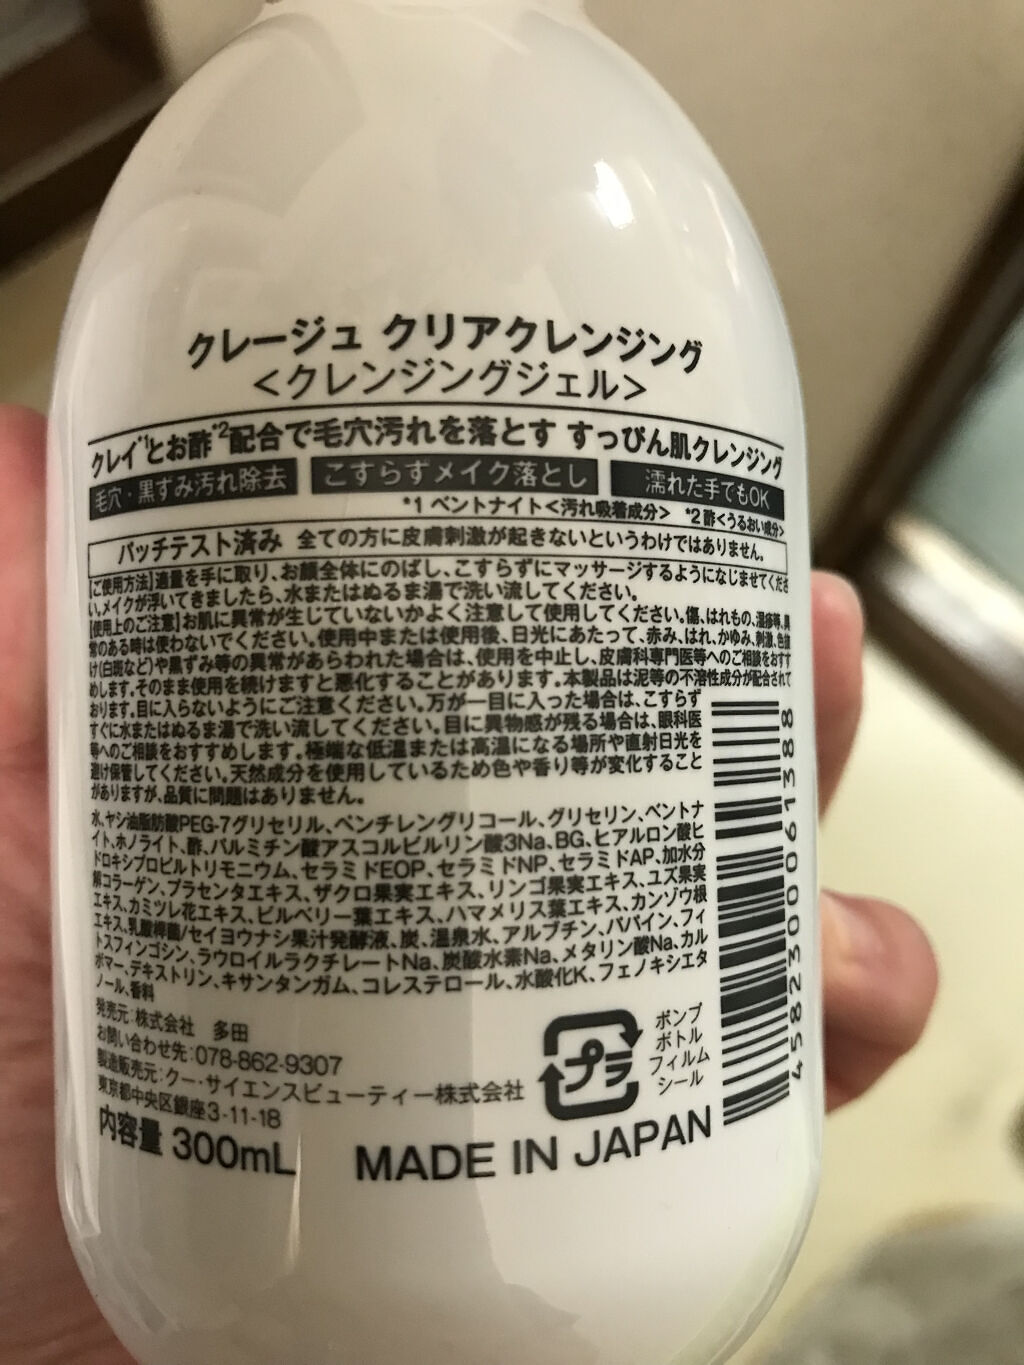 クレージュ クリアクレンジング
＜クレンジングジェル＞
クレイ*1とお酢*2配合で毛穴汚れを落とす すっぴん肌クレンジング
毛穴・黒ずみ汚れ除去 こすらずメイク落とし 濡れた手でもOK
*1 ベントナイト＜汚れ吸着成分＞ *2 酢＜うるおい成分＞
パッチテスト済み 全ての方に皮膚刺激が起きないというわけではありません。
【ご使用方法】適量を手に取り、お顔全体にのばし、こすらずにマッサージするようになじませてくださ
い。メイクが浮いてきましたら、水またはぬるま湯で洗い流してください。
【使用上のご注意】お肌に異常が生じていないかよく注意して使用してください。傷、はれもの、湿疹等、異
常のある時は使わないでください。使用中または使用後、日光にあたって、赤み、はれ、かゆみ、刺激、色抜
け(白斑など)や黒ずみ等の異常があらわれた場合は、使用を中止し、皮膚科専門医等へのご相談をおすす
めします。そのまま使用を続けますと悪化することがあります。本製品は泥等の不溶性成分が配合されて
おります。目に入らないようにご注意ください。万が一目に入った場合は、こすらず
すぐに水またはぬるま湯で洗い流してください。目に異物感が残る場合は、眼科医
等へのご相談をおすすめします。極端な低温または高温になる場所や直射日光を
避け保管してください。天然成分を使用しているため色や香り等が変化すること
がありますが、品質に問題はありません。
水、ヤシ油脂肪酸PEG-7グリセリル、ペンチレングリコール、グリセリン、ベントナ
イト、ホノライト、酢、パルミチン酸アスコルビルリン酸3Na、BG、ヒアルロン酸ヒ
ドロキシプロピルトリモニウム、セラミドEOP、セラミドNP、セラミドAP、加水分
解コラーゲン、プラセンタエキス、ザクロ果実エキス、リンゴ果実エキス、ユズ果実
エキス、カミツレ花エキス、ビルベリー葉エキス、ハマメリス葉エキス、カンゾウ根
エキス、乳酸桿菌/セイヨウナシ果汁発酵液、炭、温泉水、アルブチン、パパイン、フィ
トスフィンゴシン、ラウロイルラクチレートNa、炭酸水素Na、メタリン酸Na、カル
ボマー、デキストリン、キサンタンガム、コレステロール、水酸化K、フェノキシエタ
ノール、香料
発売元：株式会社 多田
お問い合わせ先：078-862-9307
製造販売元：クー・サイエンスビューティー株式会社
東京都中央区銀座3-11-18
内容量 300mL
プラ
ポンプ
ボトル
フィルム
シール
MADE IN JAPAN
4582300061388